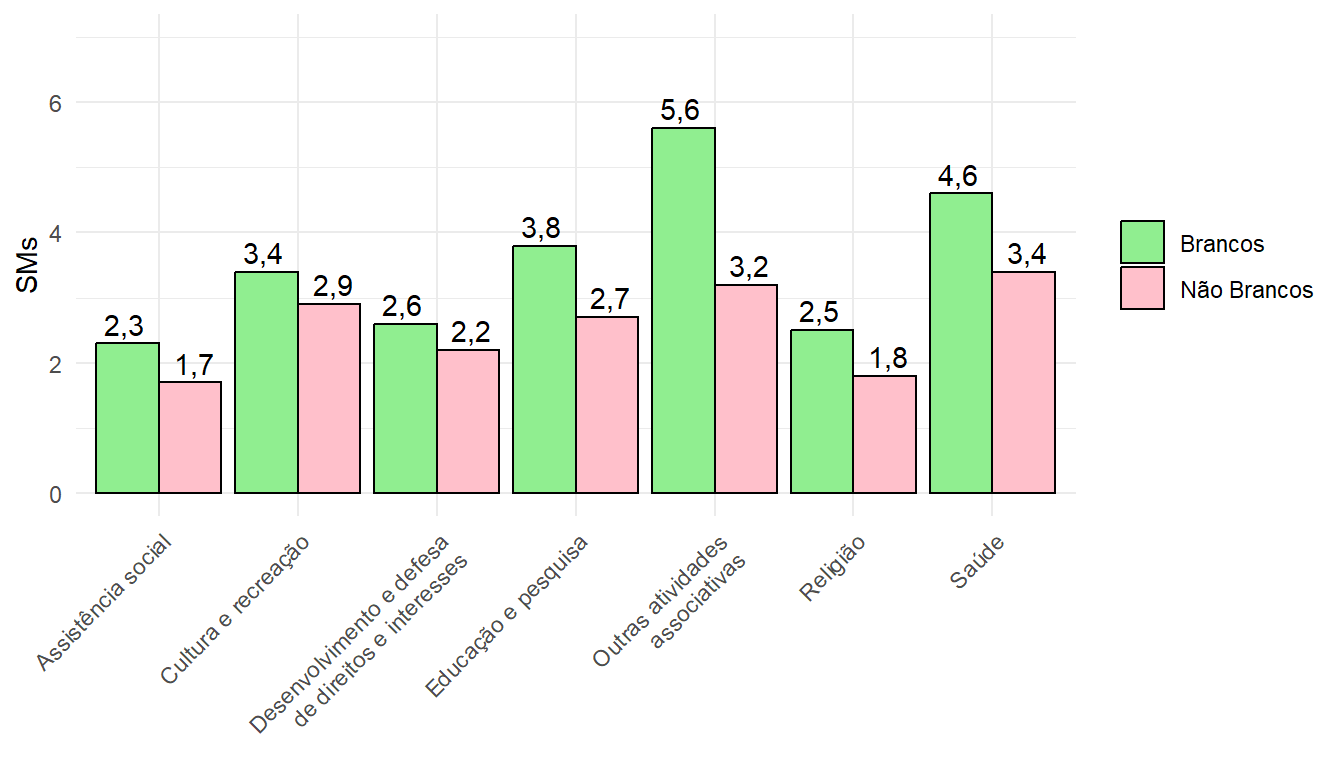 SMs
6
4
2
0
5,6
4,6
3,8
3,4
2,9
2,6
2,2
2,7
3,2
3,4
2,3
1,7
2,5
1,8
Assistência social
Cultura e recreação
Desenvolvimento e defesa
de direitos e interesses
Educação e pesquisa
Outras atividades
associativas
Religião
Saúde
Brancos
Não Brancos